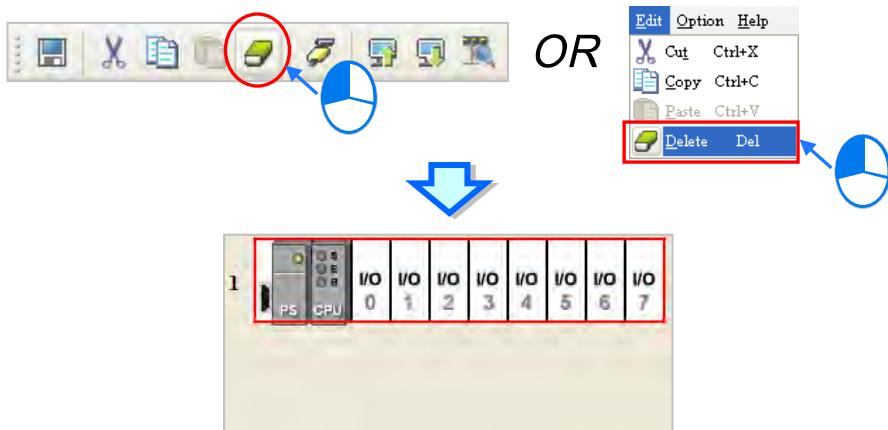 OR
Edit Option Help
Cut Ctrl+X
Copy Ctrl+C
Paste Ctrl+V
Delete Del
1
PS CPU I/O I/O I/O I/O I/O I/O I/O I/O
0 1 2 3 4 5 6 7